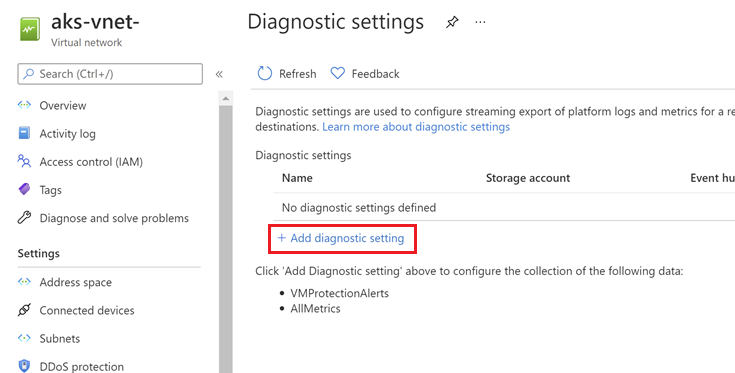 aks-vnet-
Virtual network
Search (Ctrl+/)
«
Overview
Activity log
Access control (IAM)
Tags
Diagnose and solve problems
Settings
Address space
Connected devices
Subnets
DDoS protection
Diagnostic settings
...
Refresh
Feedback
Diagnostic settings are used to configure streaming export of platform logs and metrics for a re
destinations. Learn more about diagnostic settings
Diagnostic settings
Name Storage account Event hu
No diagnostic settings defined
+ Add diagnostic setting
Click 'Add Diagnostic setting' above to configure the collection of the following data:
• VMProtectionAlerts
• AllMetrics